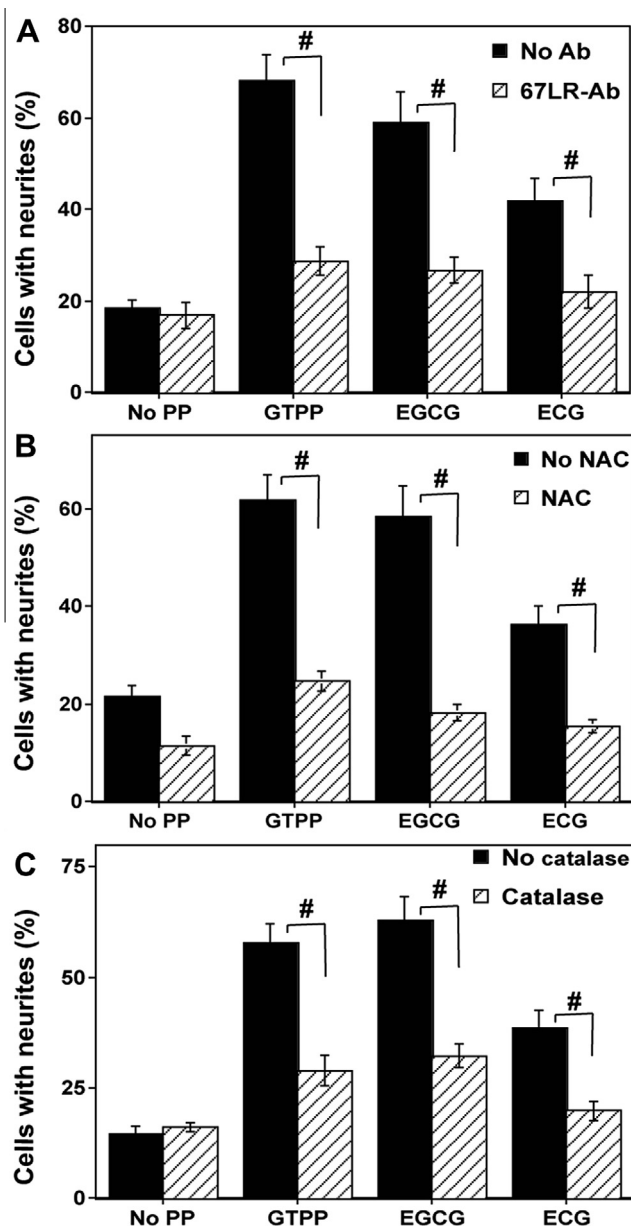 A
Cells with neurites (%)
80
60
40
20
0
No Ab
67LR-Ab
#
#
#
No PP GTPP EGCG ECG
B
Cells with neurites (%)
60
40
20
0
No NAC
NAC
#
#
#
No PP GTPP EGCG ECG
C
Cells with neurites (%)
75
50
25
0
No catalase
Catalase
#
#
#
No PP GTPP EGCG ECG